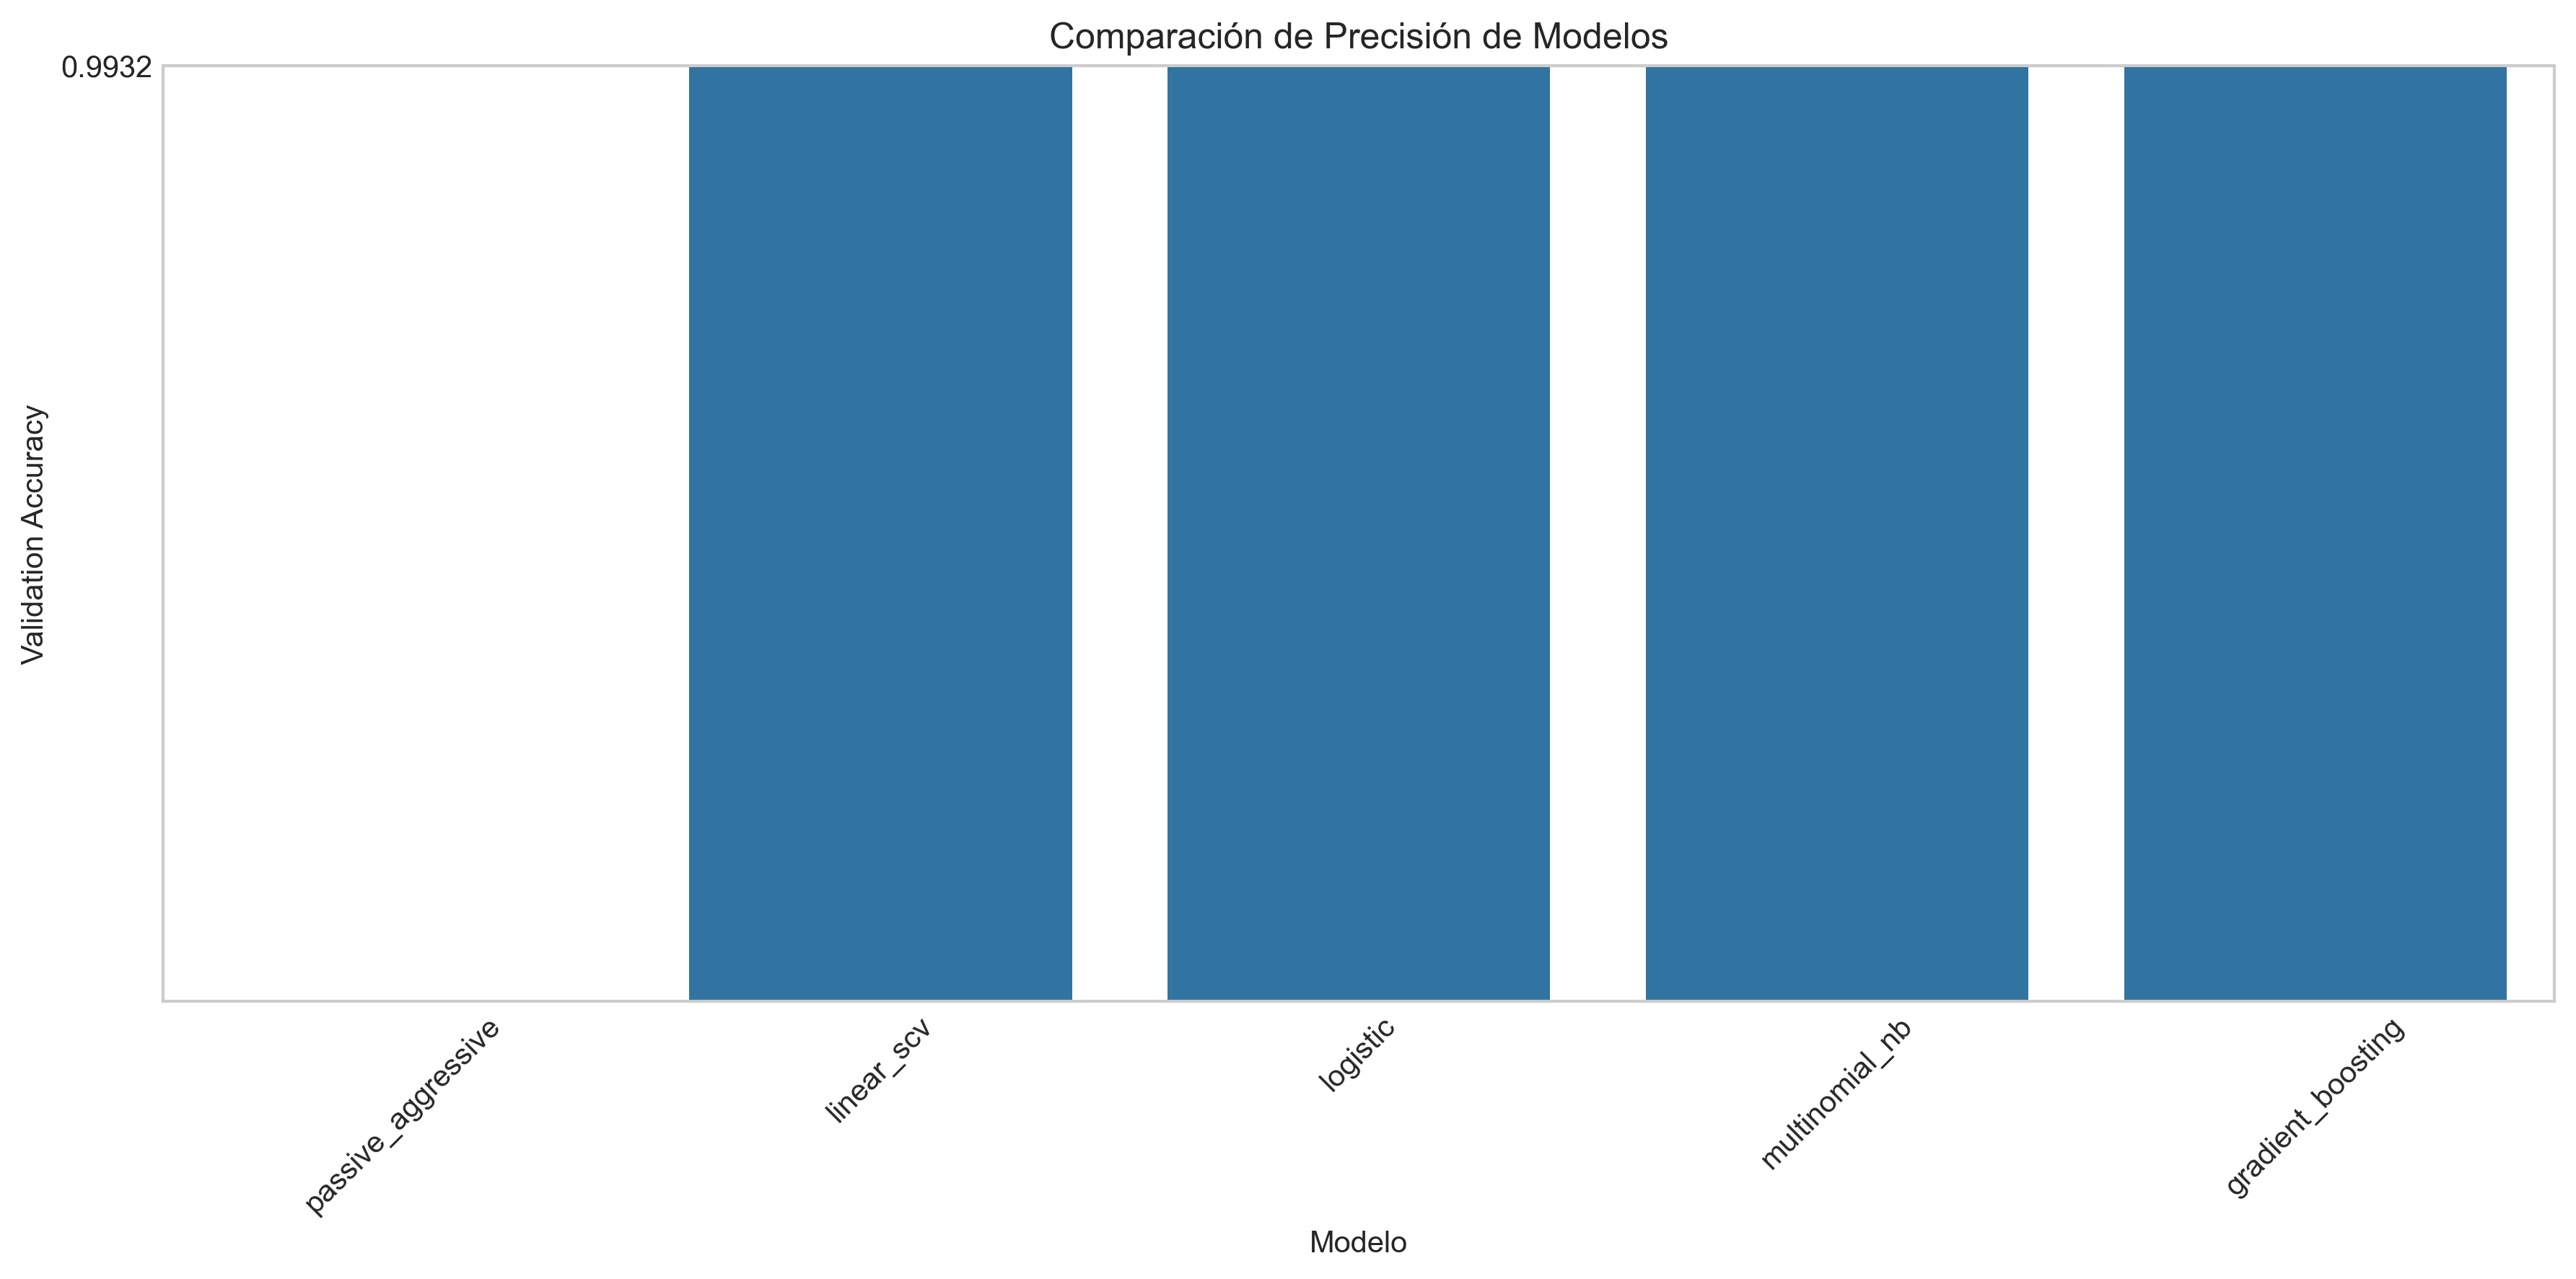 Comparación de Precisión de Modelos
0.9932
Validation Accuracy
passive_aggressive
linear_scv
logistic
multinomial_nb
gradient_boosting
Modelo